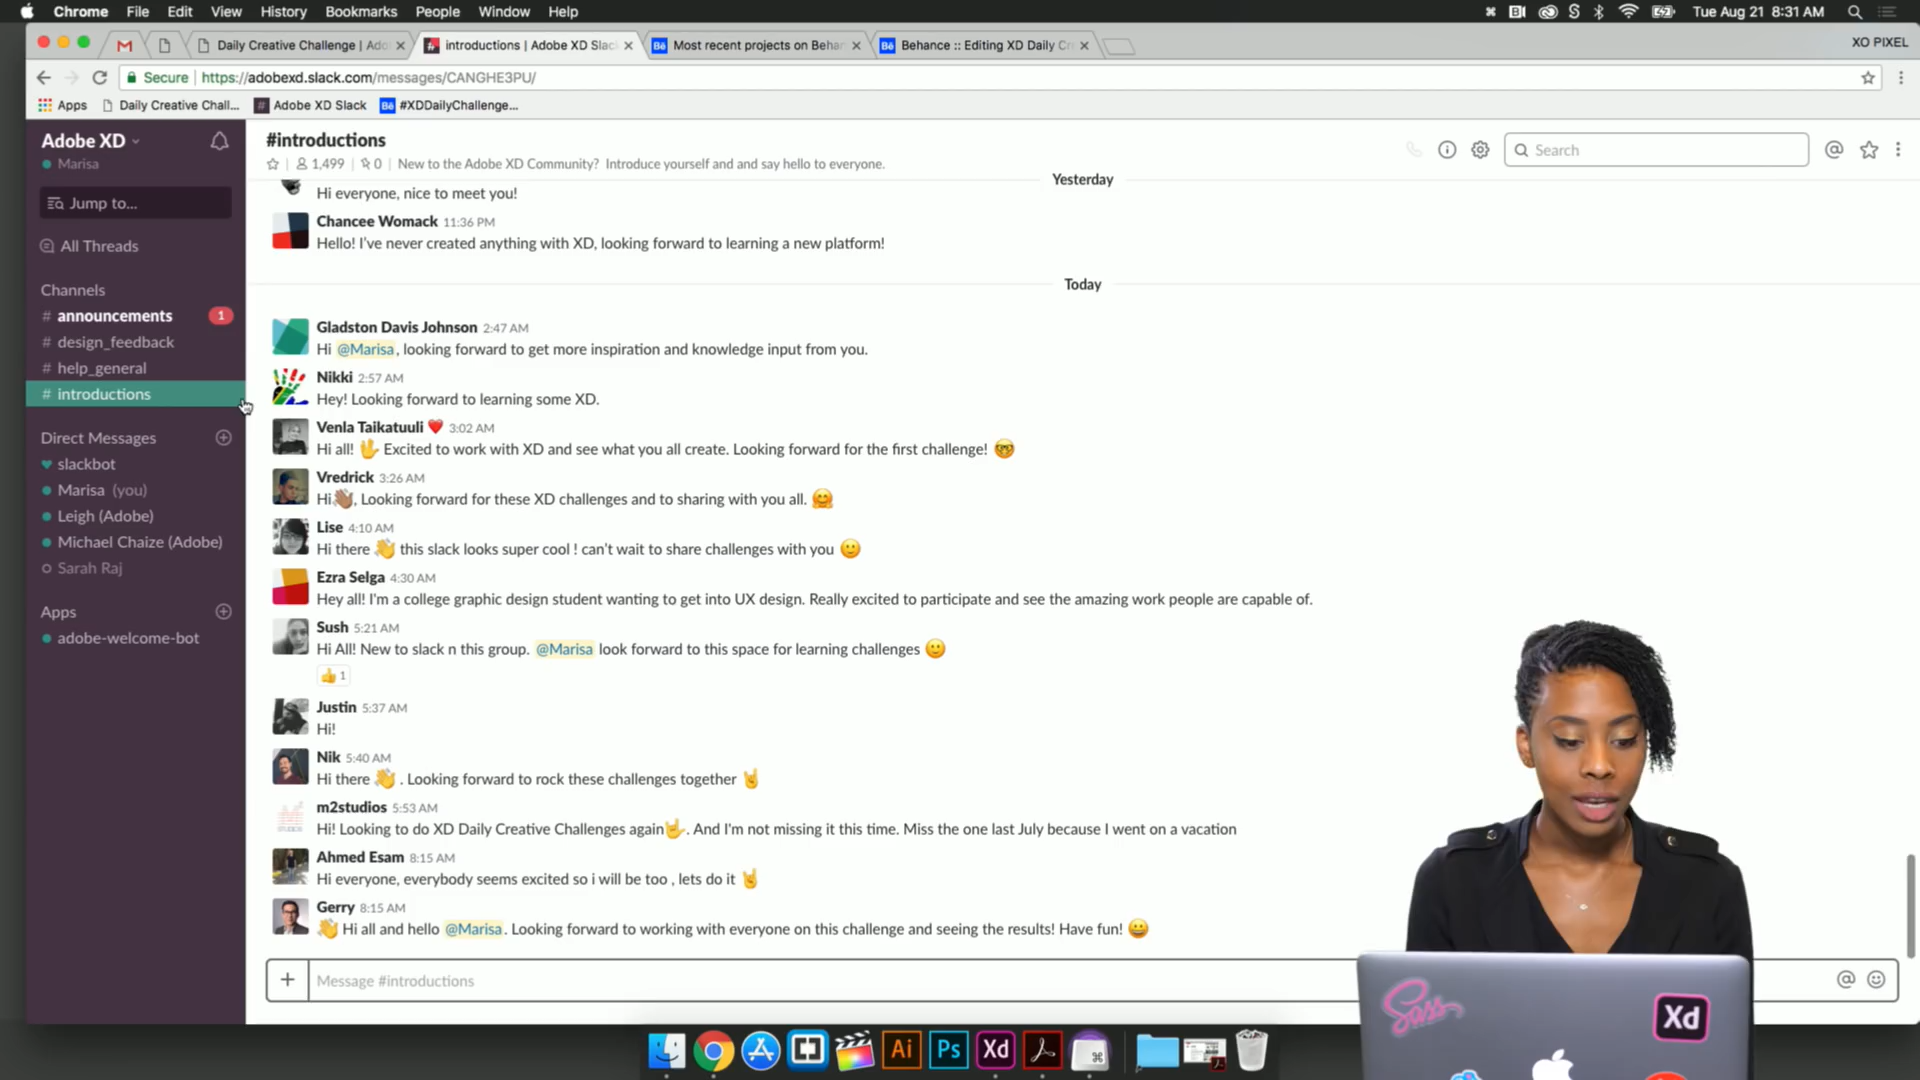 Chrome File Edit View History Bookmarks People Window Help
Tue Aug 21 8:31 AM
Daily Creative Challenge | Ado
introductions | Adobe XD Slac
Bē Most recent projects on Behan
Bē Behance :: Editing XD Daily Cr
XO PIXEL
Secure https://adobexd.slack.com/messages/CANGHE3PU/
Apps
Daily Creative Chall...
# Adobe XD Slack
Bē #XDDailyChallenge...
Adobe XD
Marisa
Jump to...
All Threads
Channels
# announcements 1
# design_feedback
# help_general
# introductions
Direct Messages
slackbot
Marisa (you)
Leigh (Adobe)
Michael Chaize (Adobe)
Sarah Raj
Apps
adobe-welcome-bot
#introductions
1,499 | 0 | New to the Adobe XD Community? Introduce yourself and and say hello to everyone.
Search
Yesterday
Hi everyone, nice to meet you!
Chancee Womack 11:36 PM
Hello! I've never created anything with XD, looking forward to learning a new platform!
Today
Gladston Davis Johnson 2:47 AM
Hi @Marisa, looking forward to get more inspiration and knowledge input from you.
Nikki 2:57 AM
Hey! Looking forward to learning some XD.
Venla Taikatuuli ❤️ 3:02 AM
Hi all! 🖖 Excited to work with XD and see what you all create. Looking forward for the first challenge! 🤓
Vredrick 3:26 AM
Hi👋🏽, Looking forward for these XD challenges and to sharing with you all. 🤗
Lise 4:10 AM
Hi there 👋 this slack looks super cool ! can't wait to share challenges with you 🙂
Ezra Selga 4:30 AM
Hey all! I'm a college graphic design student wanting to get into UX design. Really excited to participate and see the amazing work people are capable of.
Sush 5:21 AM
Hi All! New to slack n this group. @Marisa look forward to this space for learning challenges 🙂
👍 1
Justin 5:37 AM
Hi!
Nik 5:40 AM
Hi there 👋 . Looking forward to rock these challenges together 🤘
m2studios 5:53 AM
Hi! Looking to do XD Daily Creative Challenges again🤟. And I'm not missing it this time. Miss the one last July because I went on a vacation
Ahmed Esam 8:15 AM
Hi everyone, everybody seems excited so i will be too , lets do it 🤘
Gerry 8:15 AM
👋 Hi all and hello @Marisa. Looking forward to working with everyone on this challenge and seeing the results! Have fun! 😀
Message #introductions
Sass
Xd
Ai Ps Xd